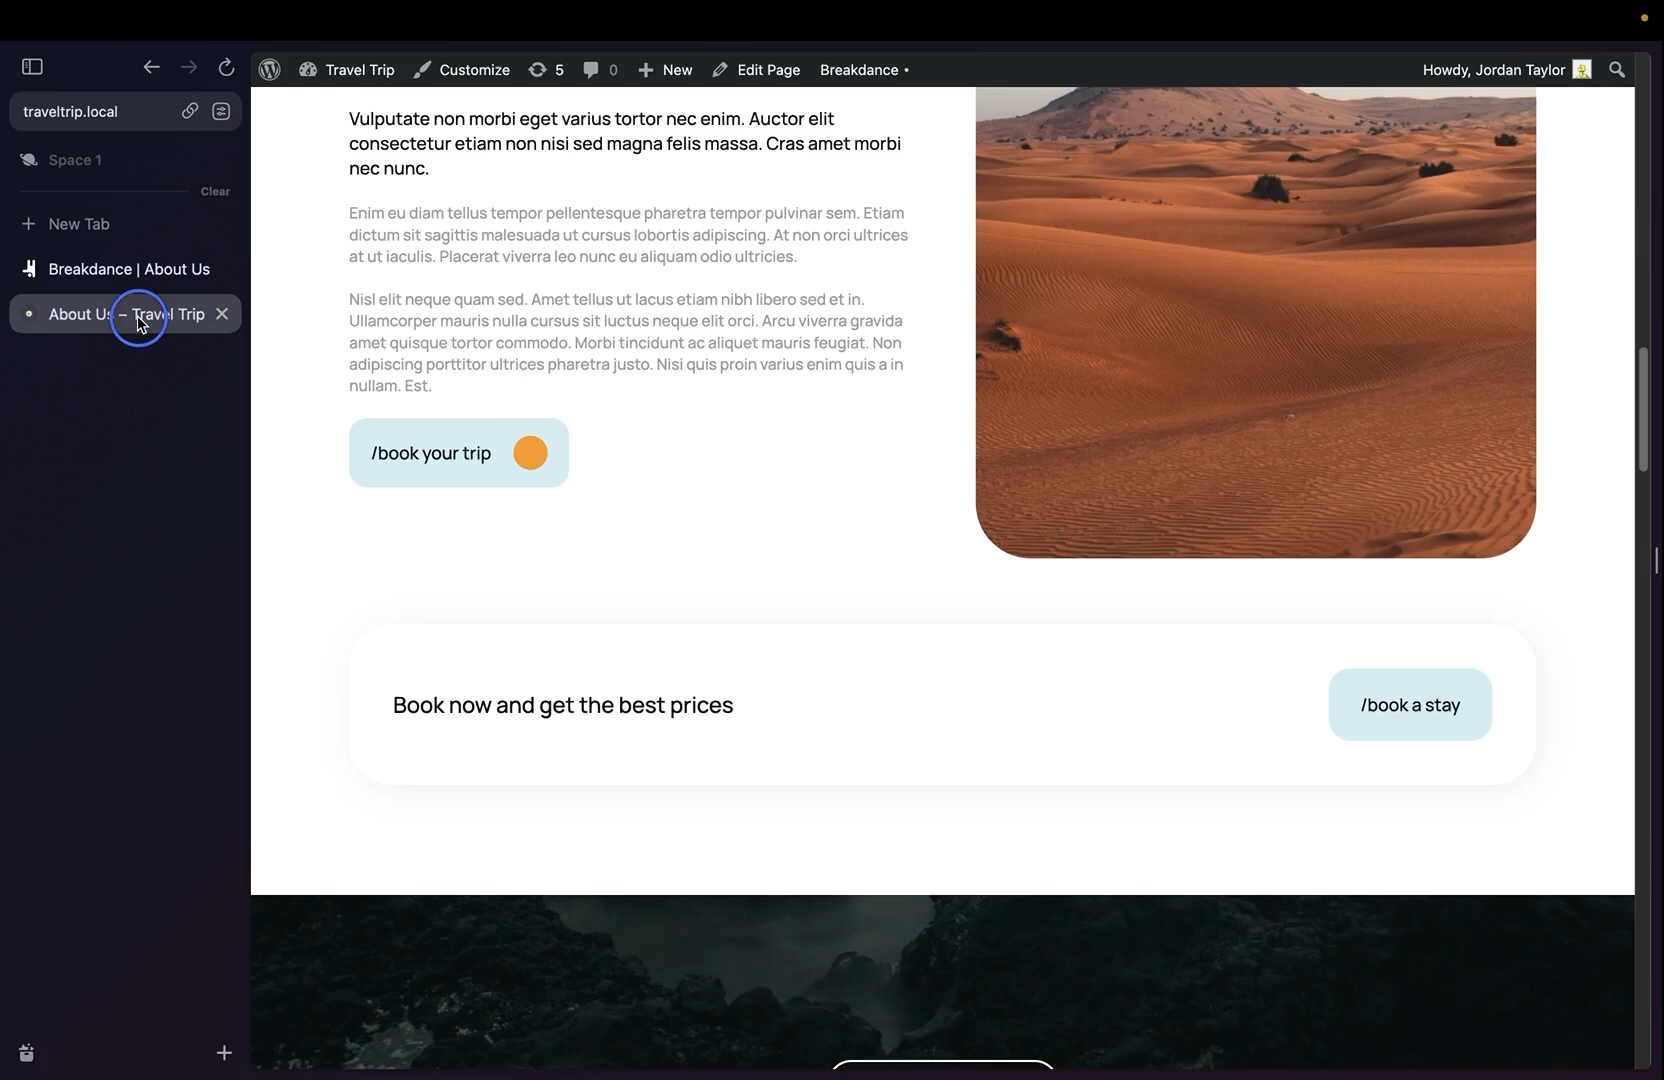 Travel Trip
Customize
5
0
New
Edit Page
Breakdance
Howdy, Jordan Taylor
traveltrip.local
Space 1
Clear
New Tab
Breakdance | About Us
About Us – Travel Trip
Vulputate non morbi eget varius tortor nec enim. Auctor elit
consectetur etiam non nisi sed magna felis massa. Cras amet morbi
nec nunc.
Enim eu diam tellus tempor pellentesque pharetra tempor pulvinar sem. Etiam
dictum sit sagittis malesuada ut cursus lobortis adipiscing. At non orci ultrices
at ut iaculis. Placerat viverra leo nunc eu aliquam odio ultricies.
Nisl elit neque quam sed. Amet tellus ut lacus etiam nibh libero sed et in.
Ullamcorper mauris nulla cursus sit luctus neque elit orci. Arcu viverra gravida
amet quisque tortor commodo. Morbi tincidunt ac aliquet mauris feugiat. Non
adipiscing porttitor ultrices pharetra justo. Nisi quis proin varius enim quis a in
nullam. Est.
/book your trip
Book now and get the best prices
/book a stay